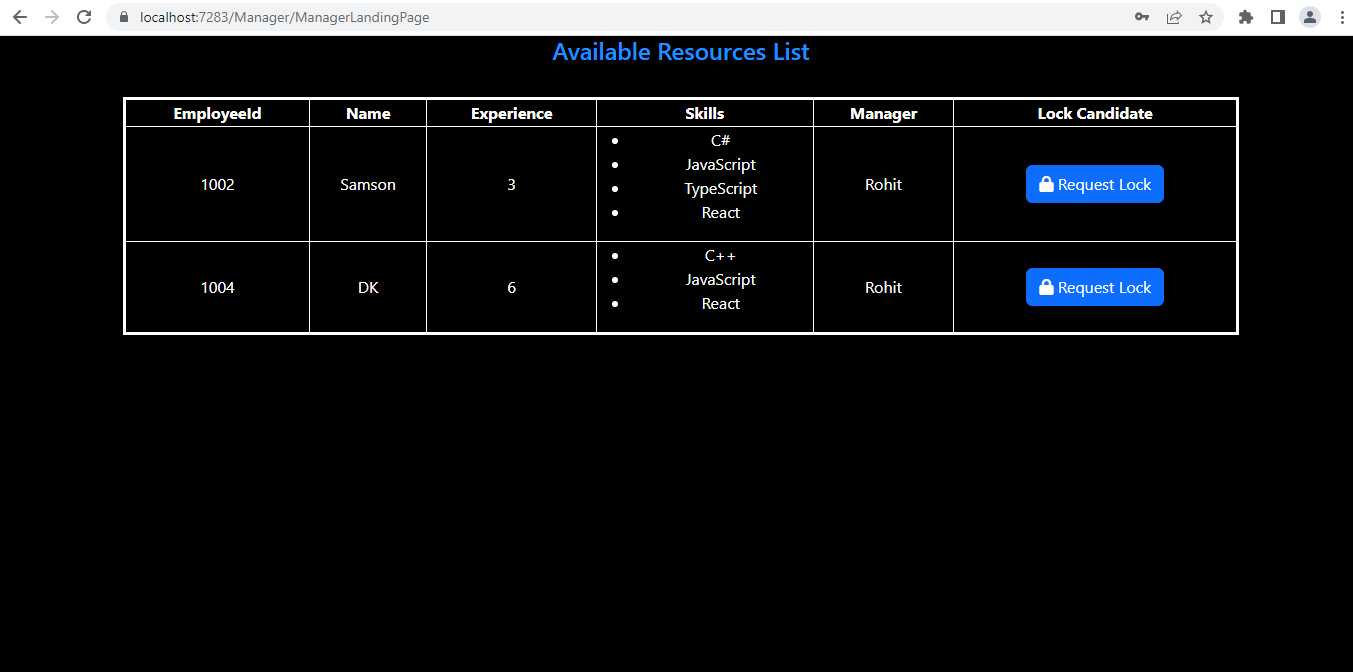 localhost:7283/Manager/ManagerLandingPage
Available Resources List
EmployeeId Name Experience Skills Manager Lock Candidate
1002 Samson 3 C# JavaScript TypeScript React Rohit Request Lock
1004 DK 6 C++ JavaScript React Rohit Request Lock